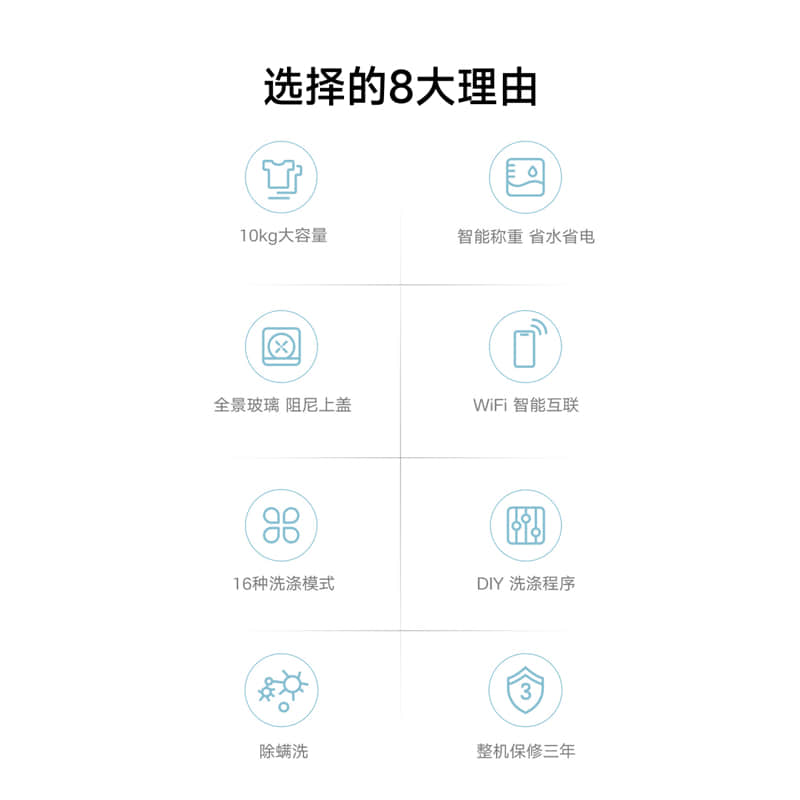 选择的8大理由
10kg大容量
智能称重 省水省电
全景玻璃 阻尼上盖
WiFi 智能互联
16种洗涤模式
DIY 洗涤程序
3
除螨洗
整机保修三年